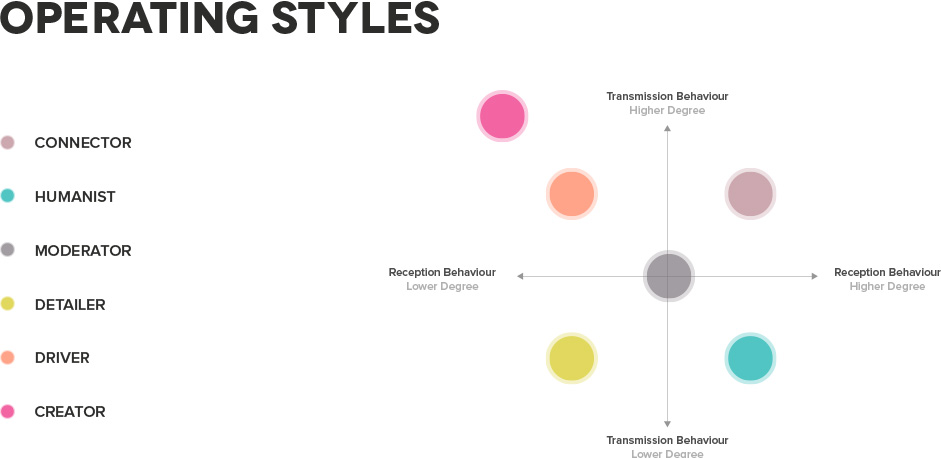 OPERATING STYLES
CONNECTOR
HUMANIST
MODERATOR
DETAILER
DRIVER
CREATOR
Transmission Behaviour
Higher Degree
Reception Behaviour
Lower Degree
Reception Behaviour
Higher Degree
Transmission Behaviour
Lower Degree